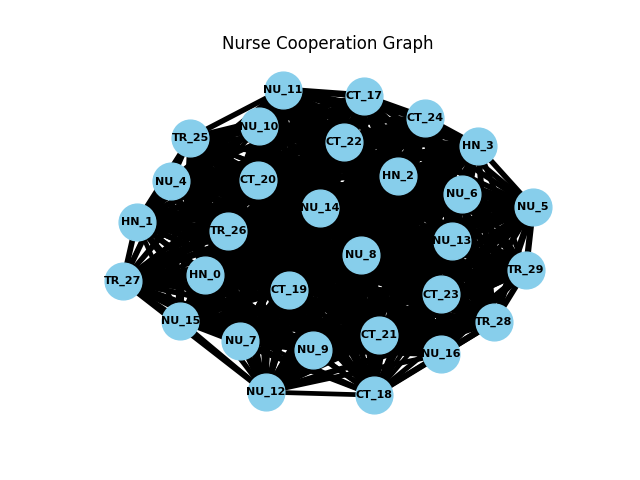 Nurse Cooperation Graph
NU_11
CT_17
CT_24
NU_10
TR_25
CT_22
HN_3
HN_2
NU_4
CT_20
NU_6
NU_14
NU_5
HN_1
TR_26
NU_13
NU_8
TR_29
HN_0
TR_27
CT_19
CT_23
NU_15
TR_28
CT_21
NU_7
NU_9
NU_16
NU_12
CT_18